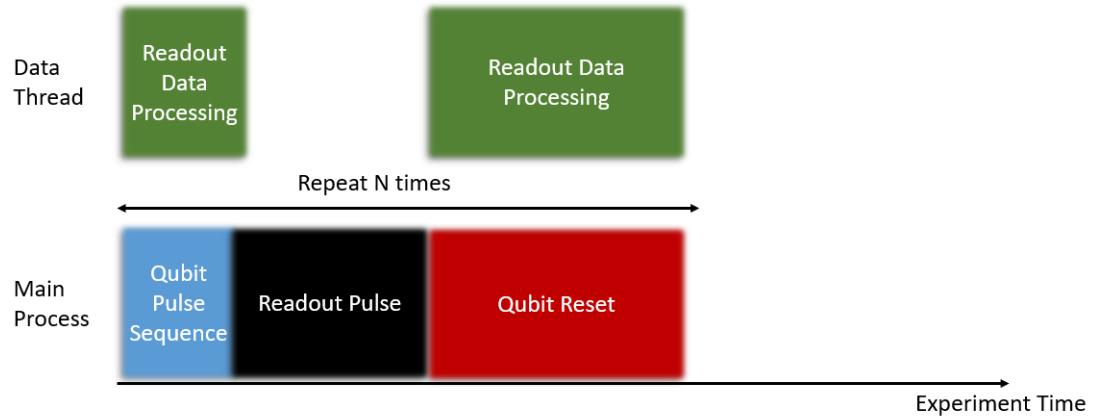 Data
Thread
Readout
Data
Processing
Readout Data
Processing
Repeat N times
Main
Process
Qubit
Pulse
Sequence
Readout Pulse
Qubit Reset
Experiment Time